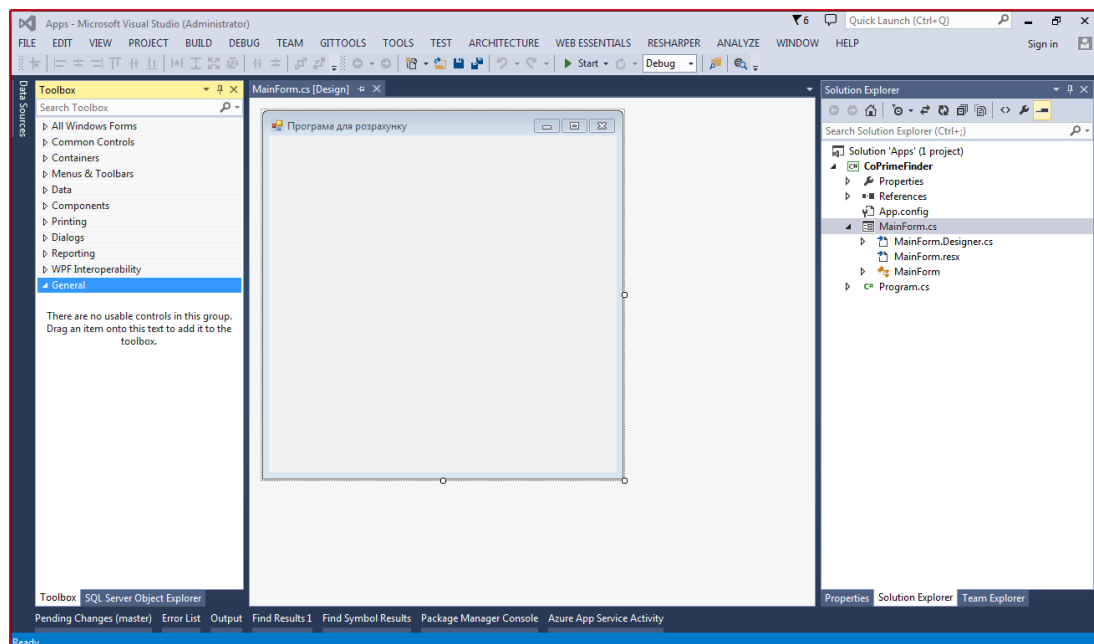 Apps - Microsoft Visual Studio (Administrator)
6
Quick Launch (Ctrl+Q)
FILE EDIT VIEW PROJECT BUILD DEBUG TEAM GITTOOLS TOOLS TEST ARCHITECTURE WEB ESSENTIALS RESHARPER ANALYZE WINDOW HELP
Sign in
Start
Debug
Data Sources
Toolbox
Search Toolbox
All Windows Forms
Common Controls
Containers
Menus & Toolbars
Data
Components
Printing
Dialogs
Reporting
WPF Interoperability
General
There are no usable controls in this group.
Drag an item onto this text to add it to the
toolbox.
Toolbox SQL Server Object Explorer
MainForm.cs [Design]
Програма для розрахунку
Solution Explorer
Search Solution Explorer (Ctrl+;)
Solution 'Apps' (1 project)
C# CoPrimeFinder
Properties
References
App.config
MainForm.cs
MainForm.Designer.cs
MainForm.resx
MainForm
C# Program.cs
Properties Solution Explorer Team Explorer
Pending Changes (master) Error List Output Find Results 1 Find Symbol Results Package Manager Console Azure App Service Activity
Ready